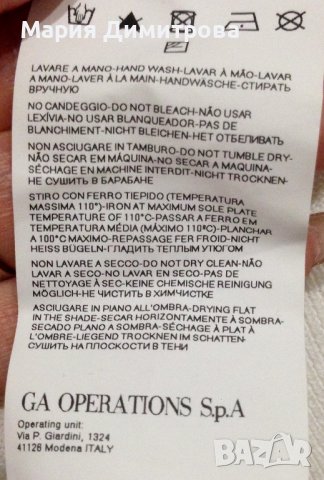 Мария Димитрова
LAVARE A MANO-HAND WASH-LAVAR À MÃO-LAVAR
A MANO-LAVER À LA MAIN-HANDWÄSCHE-СТИРАТЬ
ВРУЧНУЮ
NO CANDEGGIO-DO NOT BLEACH-NÃO USAR
LEXÍVIA-NO USAR BLANQUEADOR-PAS DE
BLANCHIMENT-NICHT BLEICHEN-НЕТ ОТБЕЛИВАТЬ
NON ASCIUGARE IN TAMBURO-DO NOT TUMBLE DRY-
NÃO SECAR EM MÁQUINA-NO SECAR A MAQUINA-
SÉCHAGE EN MACHINE INTERDIT-NICHT TROCKNEN-
НЕ СУШИТЬ В БАРАБАНЕ
STIRO CON FERRO TIEPIDO (TEMPERATURA
MASSIMA 110°)-IRON AT MAXIMUM SOLE PLATE
TEMPERATURE OF 110°C-PASSAR A FERRO EM
TEMPERATURA MÉDIA (MÁXIMO 110°)-PLANCHAR
A 100°C MAXIMO-REPASSAGE FER FROID-NICHT
HEISS BÜGELN-ГЛАДИТЬ ТЕПЛЫМ УТЮГОМ
NON LAVARE A SECCO-DO NOT DRY CLEAN-NÃO
LAVAR A SECO-NO LAVAR EN SECO-PAS DE
NETTOYAGE À SEC-KEINE CHEMISCHE REINIGUNG
MÖGLICH-НЕ ЧИСТИТЬ В ХИМЧИСТКЕ
ASCIUGARE IN PIANO ALL'OMBRA-DRYING FLAT
IN THE SHADE-SECAR HORIZONTAMENTE À SOMBRA-
SECADO PLANO A SOMBRA-SÉCHAGE À PLAT À
L'OMBRE-LIEGEND TROCKNEN IM SCHATTEN-
СУШИТЬ НА ПЛОСКОСТИ В ТЕНИ
GA OPERATIONS S.p.A
Operating unit:
Via P. Giardini, 1324
41126 Modena ITALY
BAZAR